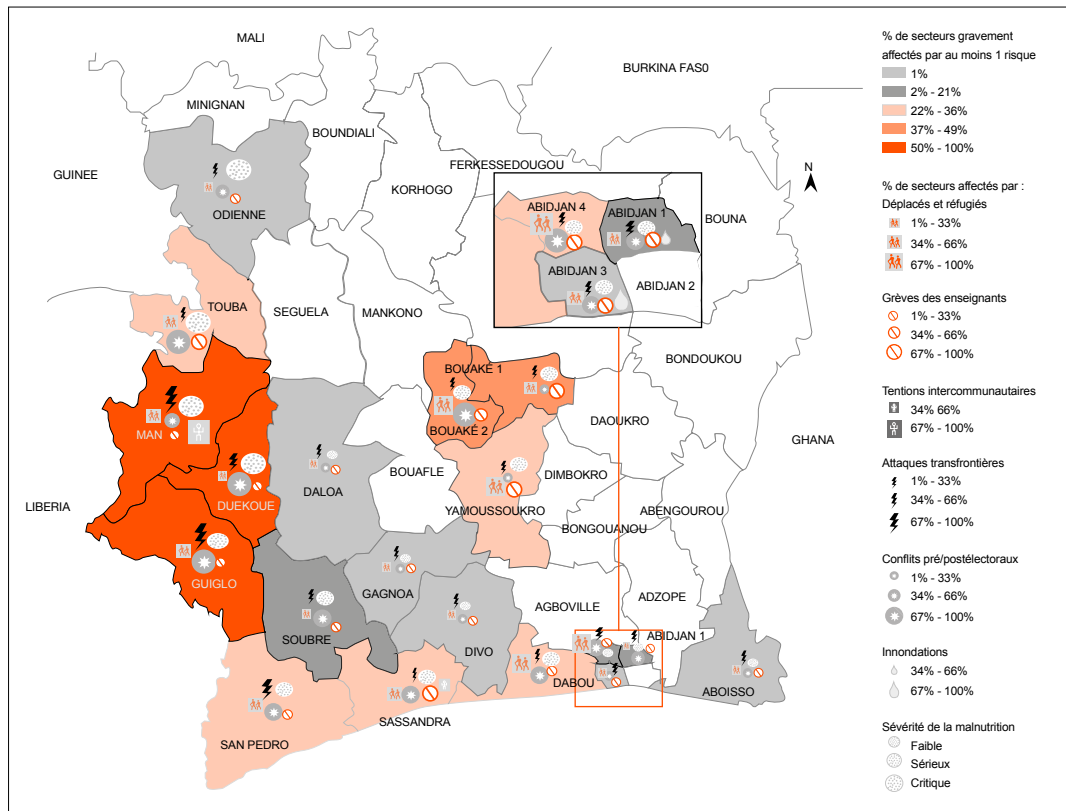 MALI
BURKINA FAS0
MINIGNAN
BOUNDIALI
GUINEE
FERKESSEDOUGOU
KORHOGO
ODIENNE
N
ABIDJAN 4
ABIDJAN 1
BOUNA
ABIDJAN 3
ABIDJAN 2
TOUBA
SEGUELA
MANKONO
BONDOUKOU
BOUAKÉ 1
DAOUKRO
MAN
BOUAKÉ 2
GHANA
BOUAFLE
DIMBOKRO
DUEKOUE
DALOA
LIBERIA
YAMOUSSOUKRO
ABENGOUROU
BONGOUANOU
GUIGLO
GAGNOA
AGBOVILLE
ADZOPE
SOUBRE
ABIDJAN 1
DIVO
DABOU
ABOISSO
SASSANDRA
SAN PEDRO
% de secteurs gravement
affectés par au moins 1 risque
1%
2% - 21%
22% - 36%
37% - 49%
50% - 100%
% de secteurs affectés par :
Déplacés et réfugiés
1% - 33%
34% - 66%
67% - 100%
Grèves des enseignants
1% - 33%
34% - 66%
67% - 100%
Tentions intercommunautaires
34% 66%
67% - 100%
Attaques transfrontières
1% - 33%
34% - 66%
67% - 100%
Conflits pré/postélectoraux
1% - 33%
34% - 66%
67% - 100%
Innondations
34% - 66%
67% - 100%
Sévérité de la malnutrition
Faible
Sérieux
Critique